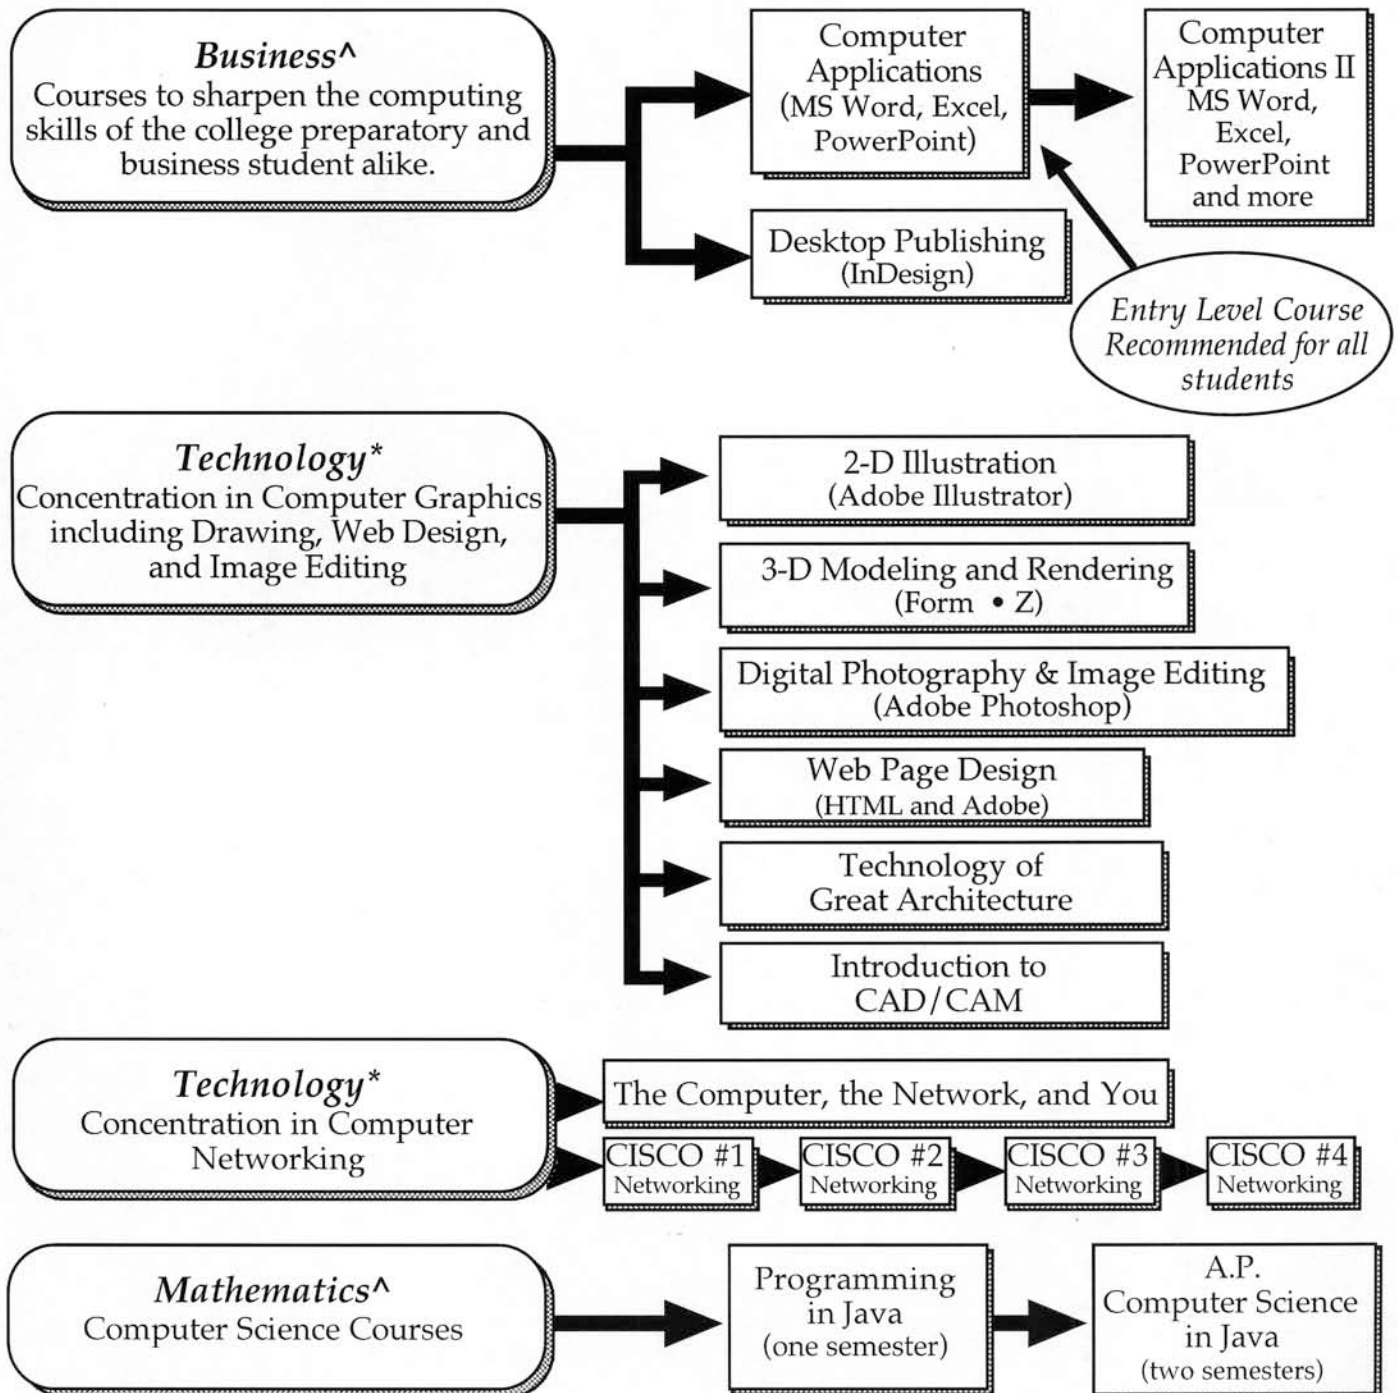 Business^
Courses to sharpen the computing
skills of the college preparatory and
business student alike.
Computer
Applications
(MS Word, Excel,
PowerPoint)
Computer
Applications II
MS Word,
Excel,
PowerPoint
and more
Desktop Publishing
(InDesign)
Entry Level Course
Recommended for all
students
Technology*
Concentration in Computer Graphics
including Drawing, Web Design,
and Image Editing
2-D Illustration
(Adobe Illustrator)
3-D Modeling and Rendering
(Form • Z)
Digital Photography & Image Editing
(Adobe Photoshop)
Web Page Design
(HTML and Adobe)
Technology of
Great Architecture
Introduction to
CAD/CAM
Technology*
Concentration in Computer
Networking
The Computer, the Network, and You
CISCO #1
Networking
CISCO #2
Networking
CISCO #3
Networking
CISCO #4
Networking
Mathematics^
Computer Science Courses
Programming
in Java
(one semester)
A.P.
Computer Science
in Java
(two semesters)